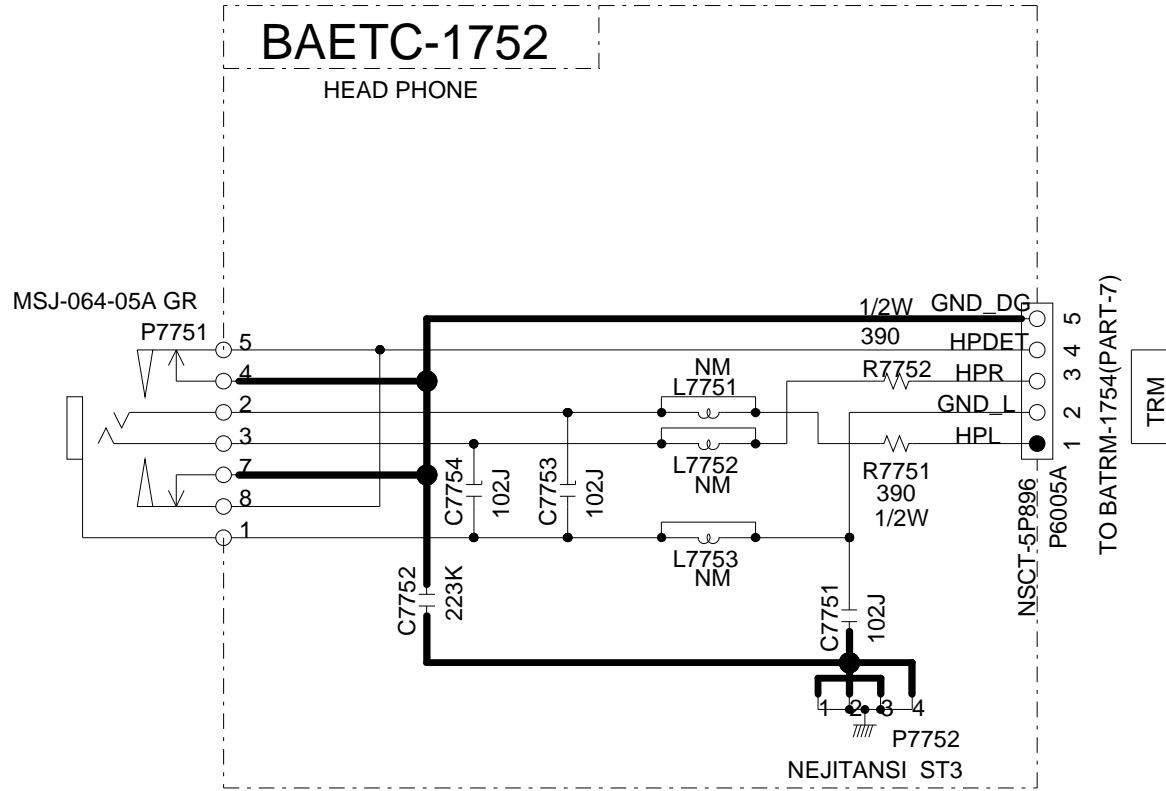 BAETC-1752
HEAD PHONE
MSJ-064-05A GR
P7751
5
4
2
3
7
8
1
1/2W
GND_DG
390
HPDET
NM
L7751
R7752
HPR
GND_L
HPL
L7752
NM
R7751
390
1/2W
C7754
102J
C7753
102J
L7753
NM
C7752
223K
C7751
102J
5
4
3
2
1
NSCT-5P896
P6005A
TO BATRM-1754(PART-7)
TRM
1
2
3
4
P7752
NEJITANSI ST3